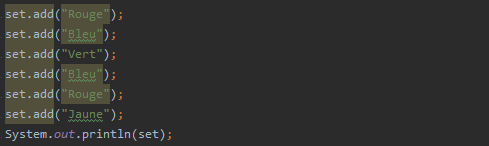 set.add("Rouge");
set.add("Bleu");
set.add("Vert");
set.add("Bleu");
set.add("Rouge");
set.add("Jaune");
System.out.println(set);